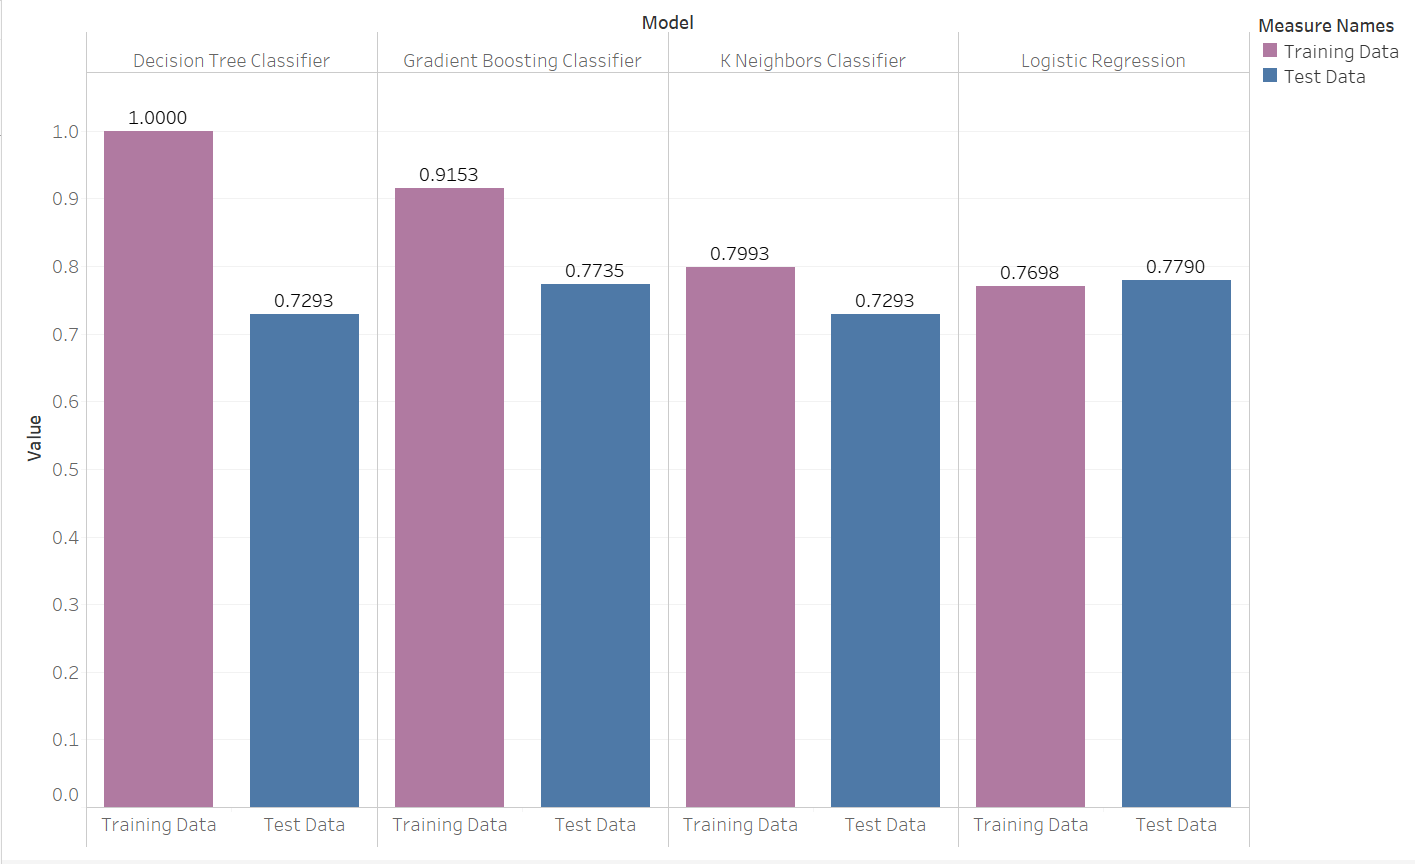 Model
Decision Tree Classifier
Gradient Boosting Classifier
K Neighbors Classifier
Logistic Regression
Measure Names
Training Data
Test Data
Value
1.0
0.9
0.8
0.7
0.6
0.5
0.4
0.3
0.2
0.1
0.0
1.0000
0.7293
0.9153
0.7735
0.7993
0.7293
0.7698
0.7790
Training Data
Test Data
Training Data
Test Data
Training Data
Test Data
Training Data
Test Data